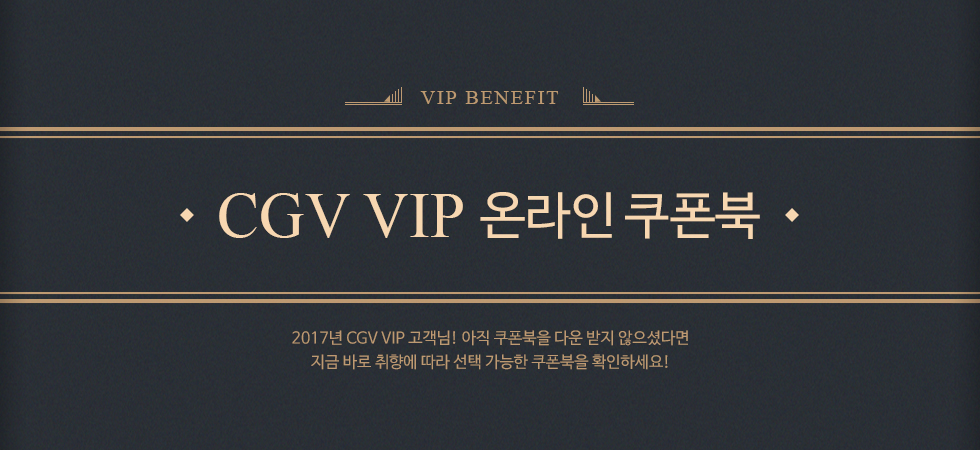 VIP BENEFIT
CGV VIP 온라인 쿠폰북
2017년 CGV VIP 고객님! 아직 쿠폰북을 다운 받지 않으셨다면
지금 바로 취향에 따라 선택 가능한 쿠폰북을 확인하세요!